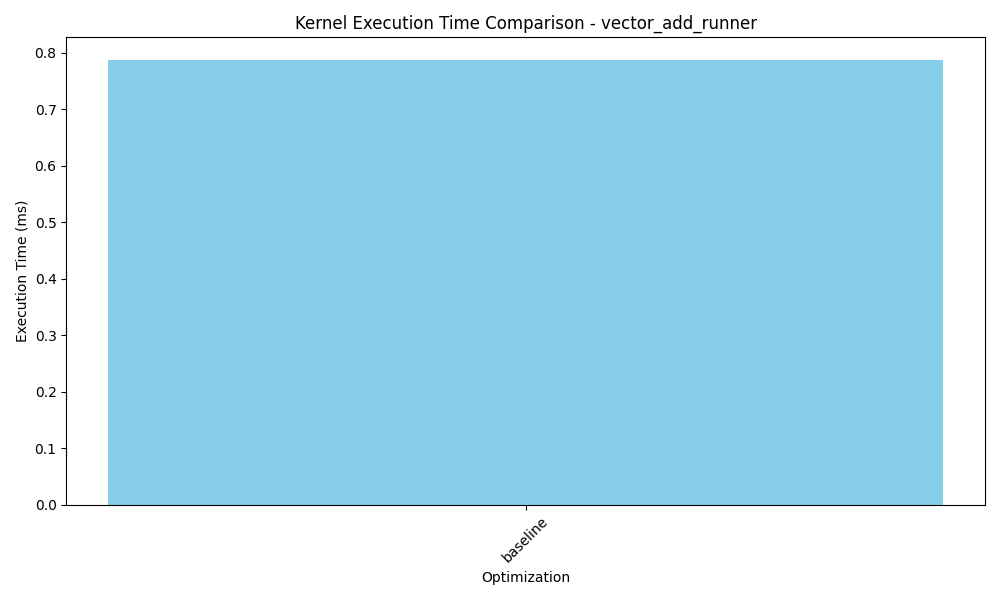 Kernel Execution Time Comparison - vector_add_runner
Execution Time (ms)
0.8
0.7
0.6
0.5
0.4
0.3
0.2
0.1
0.0
baseline
Optimization